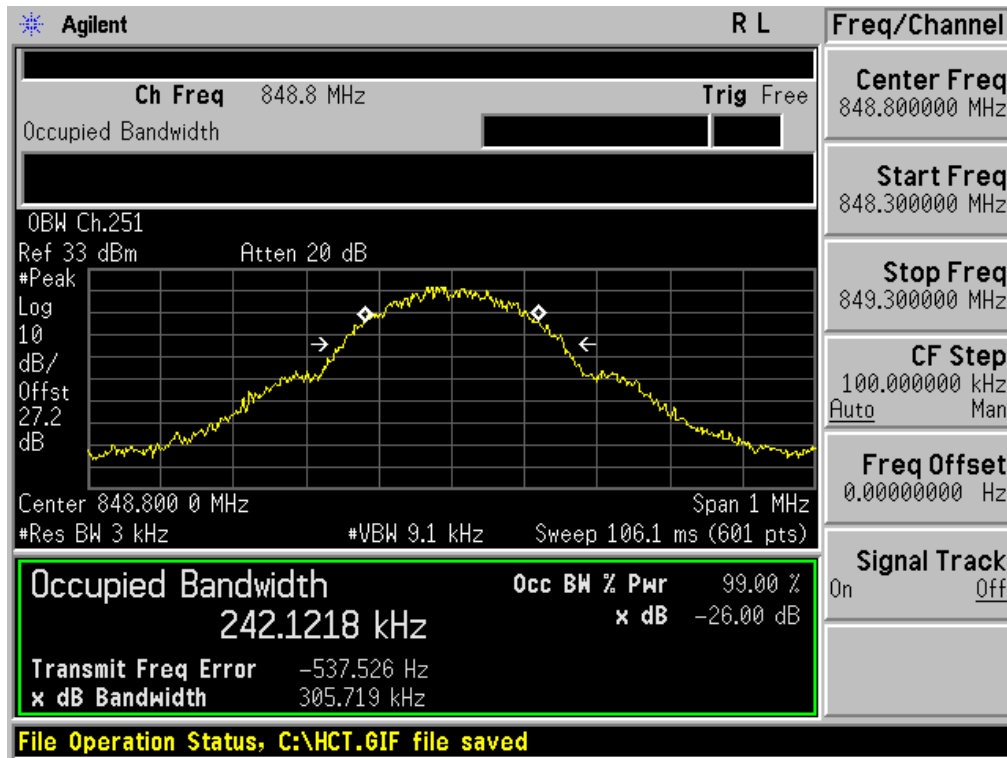 Agilent R L
Ch Freq 848.8 MHz Trig Free
Occupied Bandwidth
OBW Ch.251
Ref 33 dBm Atten 20 dB
#Peak
Log
10
dB/
Offst
27.2
dB
Center 848.800 0 MHz Span 1 MHz
#Res BW 3 kHz #VBW 9.1 kHz Sweep 106.1 ms (601 pts)
Occupied Bandwidth
242.1218 kHz
Occ BW % Pwr 99.00 %
x dB -26.00 dB
Transmit Freq Error -537.526 Hz
x dB Bandwidth 305.719 kHz
File Operation Status, C:\HCT.GIF file saved
Freq/Channel
Center Freq
848.800000 MHz
Start Freq
848.300000 MHz
Stop Freq
849.300000 MHz
CF Step
100.000000 kHz
Auto Man
Freq Offset
0.00000000 Hz
Signal Track
On Off